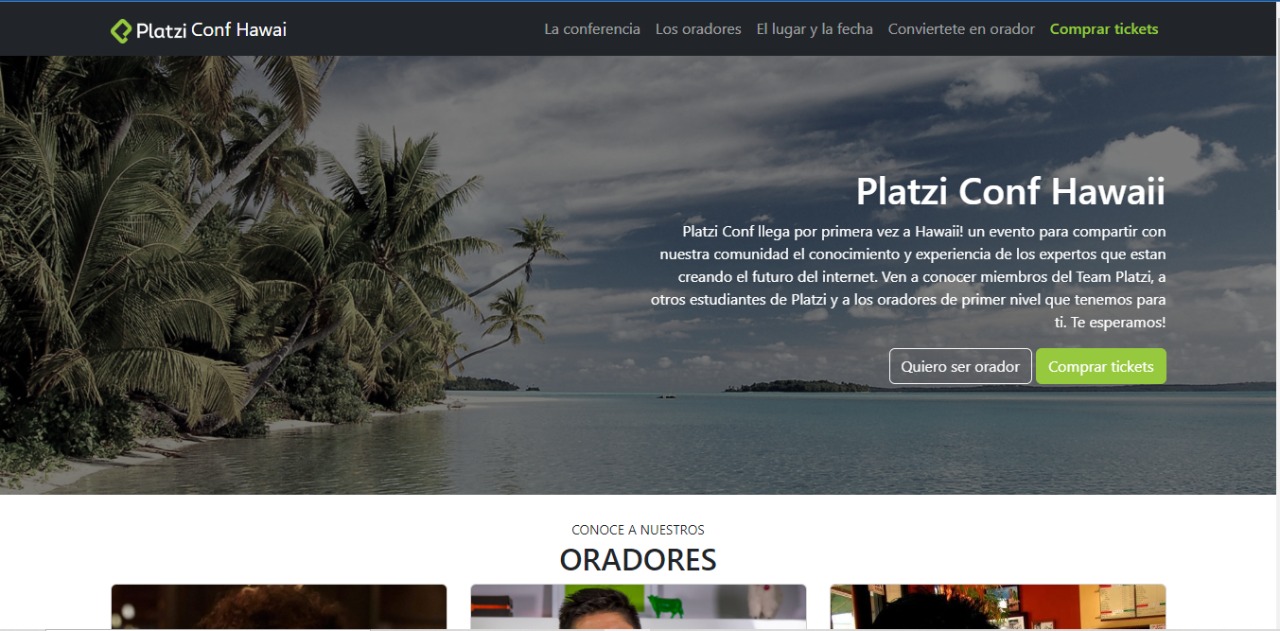 Platzi Conf Hawai
La conferencia
Los oradores
El lugar y la fecha
Conviertete en orador
Comprar tickets
Platzi Conf Hawaii
Platzi Conf llega por primera vez a Hawaii! un evento para compartir con
nuestra comunidad el conocimiento y experiencia de los expertos que estan
creando el futuro del internet. Ven a conocer miembros del Team Platzi, a
otros estudiantes de Platzi y a los oradores de primer nivel que tenemos para
ti. Te esperamos!
Quiero ser orador
Comprar tickets
CONOCE A NUESTROS
ORADORES